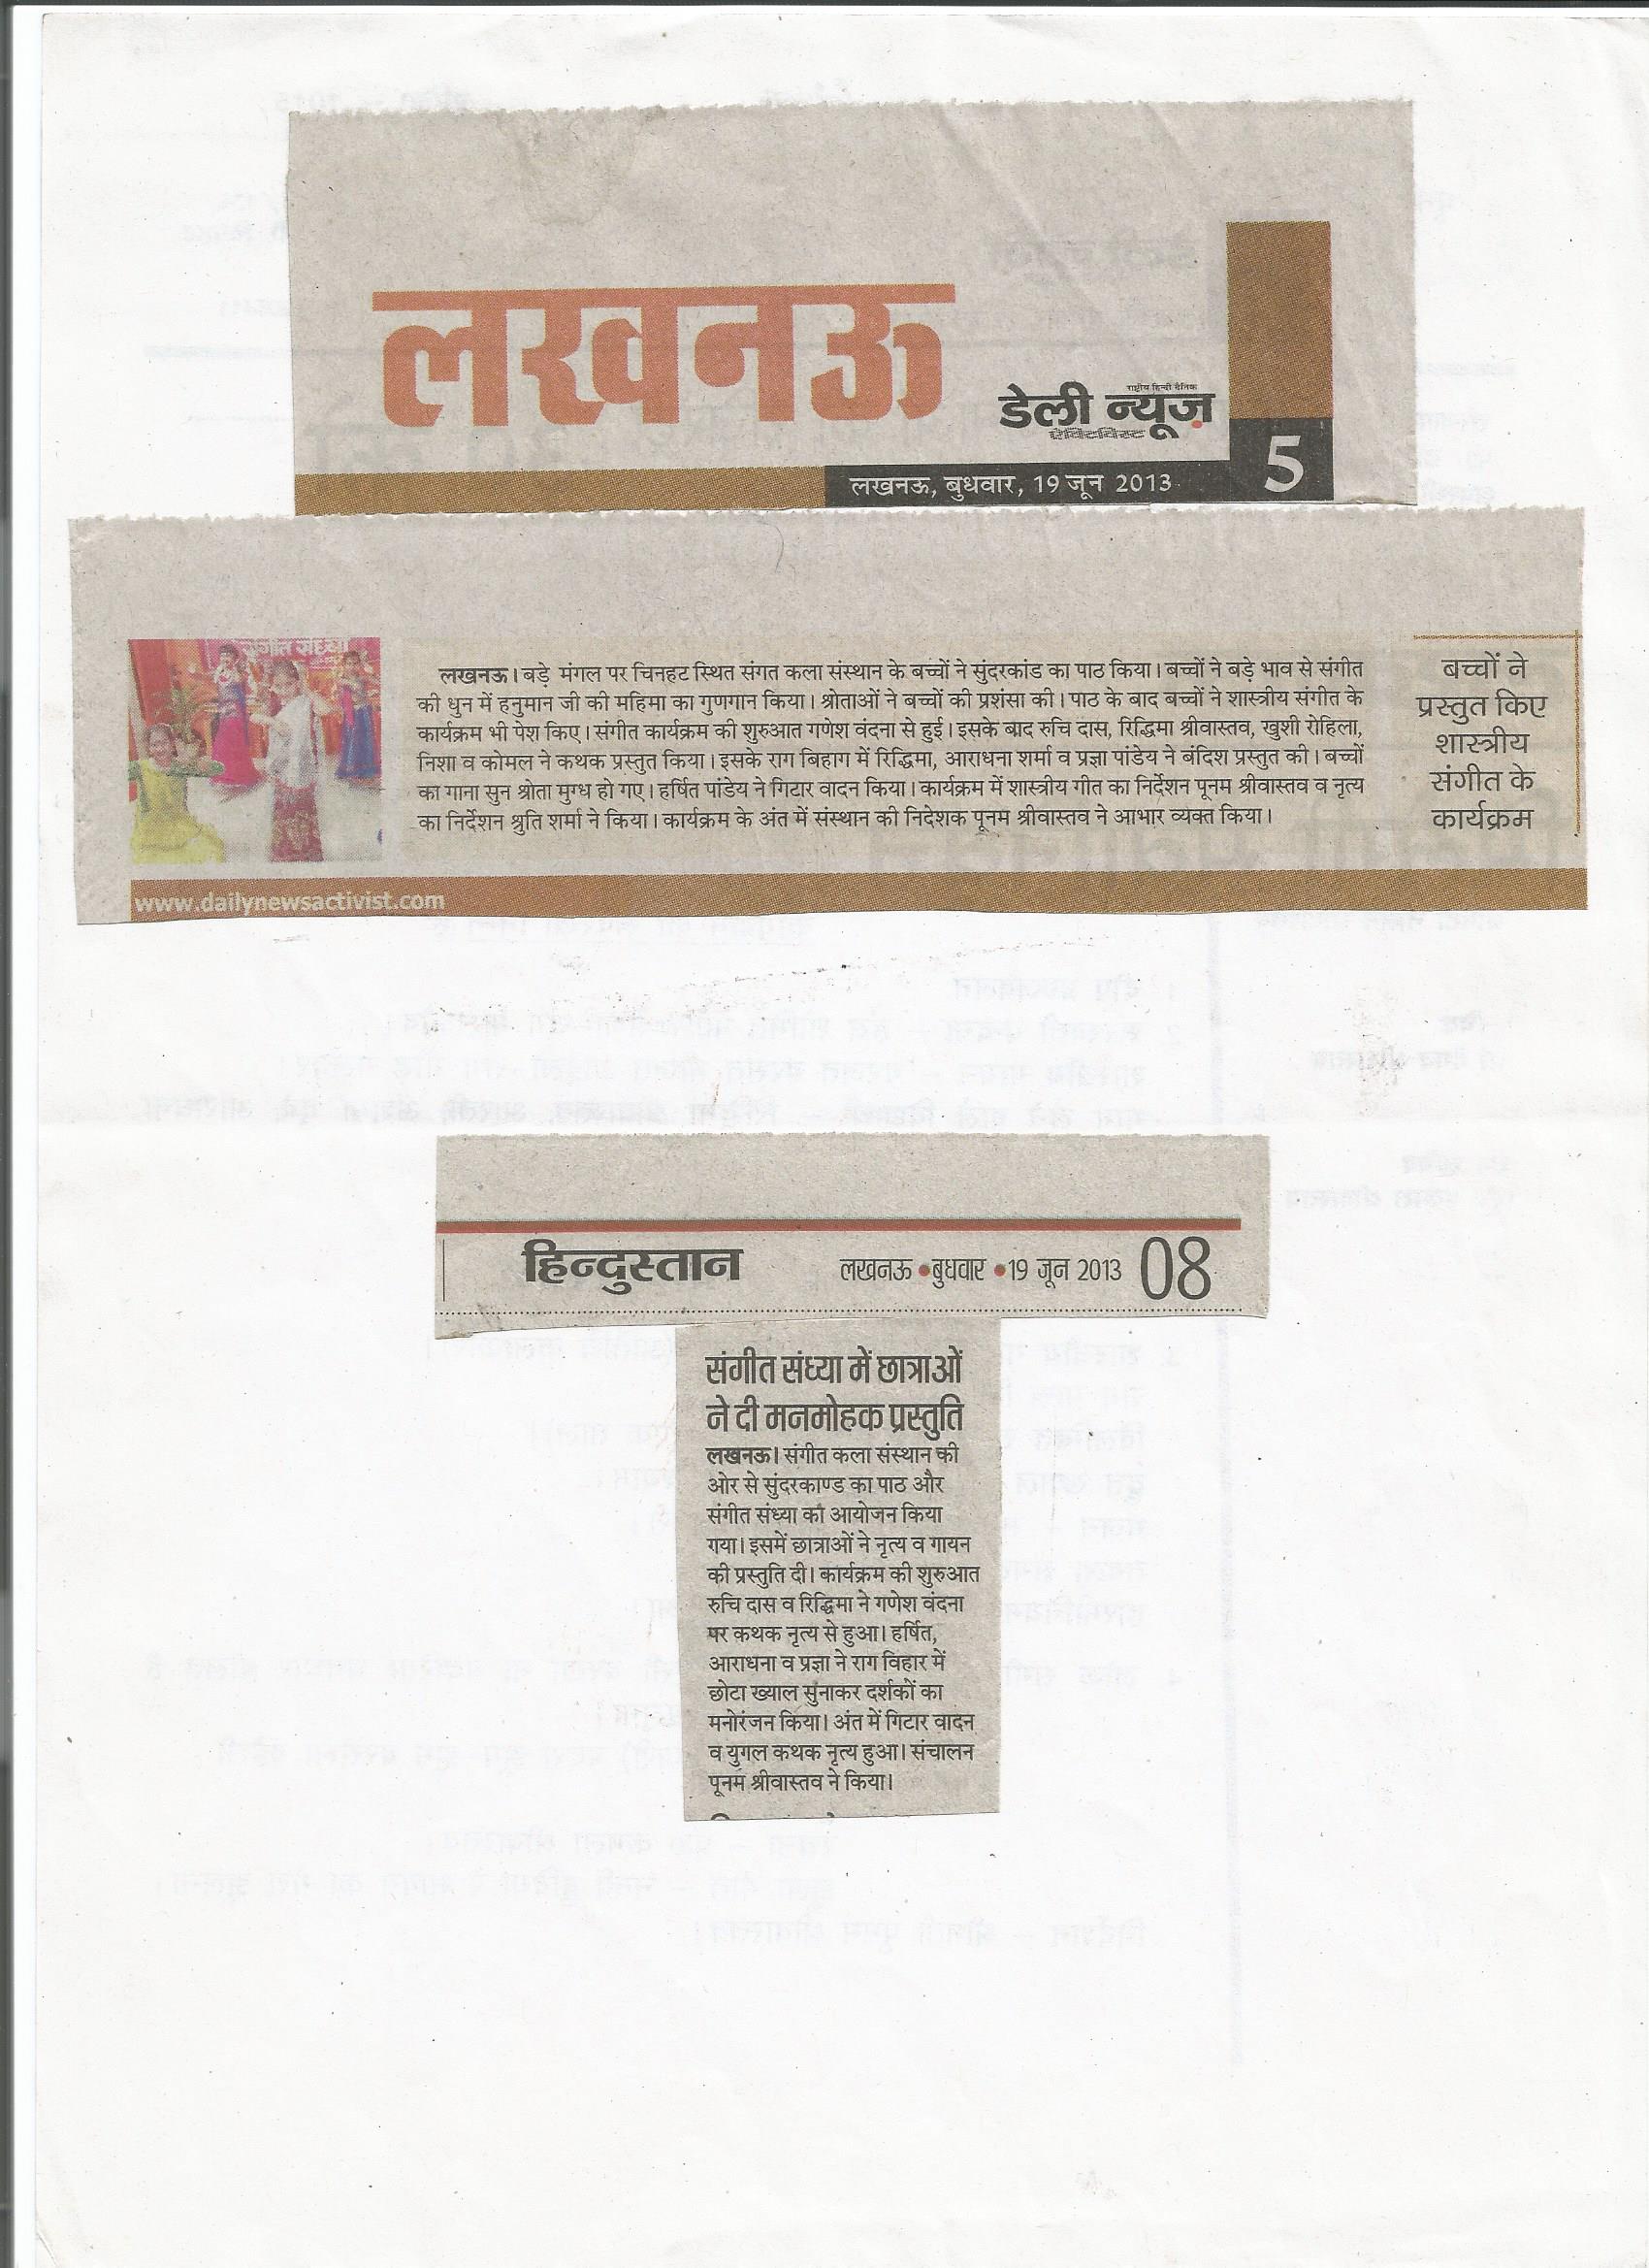 लखनऊ
राष्ट्रीय हिन्दी दैनिक
डेली न्यूज़
ऐक्टिविस्ट
लखनऊ, बुधवार, 19 जून 2013
5
संगीत संध्या
लखनऊ। बड़े मंगल पर चिनहट स्थित संगत कला संस्थान के बच्चों ने सुंदरकांड का पाठ किया। बच्चों ने बड़े भाव से संगीत
की धुन में हनुमान जी की महिमा का गुणगान किया। श्रोताओं ने बच्चों की प्रशंसा की। पाठ के बाद बच्चों ने शास्त्रीय संगीत के
कार्यक्रम भी पेश किए। संगीत कार्यक्रम की शुरुआत गणेश वंदना से हुई। इसके बाद रुचि दास, रिद्धिमा श्रीवास्तव, खुशी रोहिला,
निशा व कोमल ने कथक प्रस्तुत किया। इसके राग बिहाग में रिद्धिमा, आराधना शर्मा व प्रज्ञा पांडेय ने बंदिश प्रस्तुत की। बच्चों
का गाना सुन श्रोता मुग्ध हो गए। हर्षित पांडेय ने गिटार वादन किया। कार्यक्रम में शास्त्रीय गीत का निर्देशन पूनम श्रीवास्तव व नृत्य
का निर्देशन श्रुति शर्मा ने किया। कार्यक्रम के अंत में संस्थान की निदेशक पूनम श्रीवास्तव ने आभार व्यक्त किया।
बच्चों ने
प्रस्तुत किए
शास्त्रीय
संगीत के
कार्यक्रम
www.dailynewsactivist.com
हिन्दुस्तान
लखनऊ • बुधवार • 19 जून 2013 08
संगीत संध्या में छात्राओं
ने दी मनमोहक प्रस्तुति
लखनऊ। संगीत कला संस्थान की
ओर से सुंदरकाण्ड का पाठ और
संगीत संध्या का आयोजन किया
गया। इसमें छात्राओं ने नृत्य व गायन
की प्रस्तुति दी। कार्यक्रम की शुरुआत
रुचि दास व रिद्धिमा ने गणेश वंदना
पर कथक नृत्य से हुआ। हर्षित,
आराधना व प्रज्ञा ने राग विहार में
छोटा ख्याल सुनाकर दर्शकों का
मनोरंजन किया। अंत में गिटार वादन
व युगल कथक नृत्य हुआ। संचालन
पूनम श्रीवास्तव ने किया।